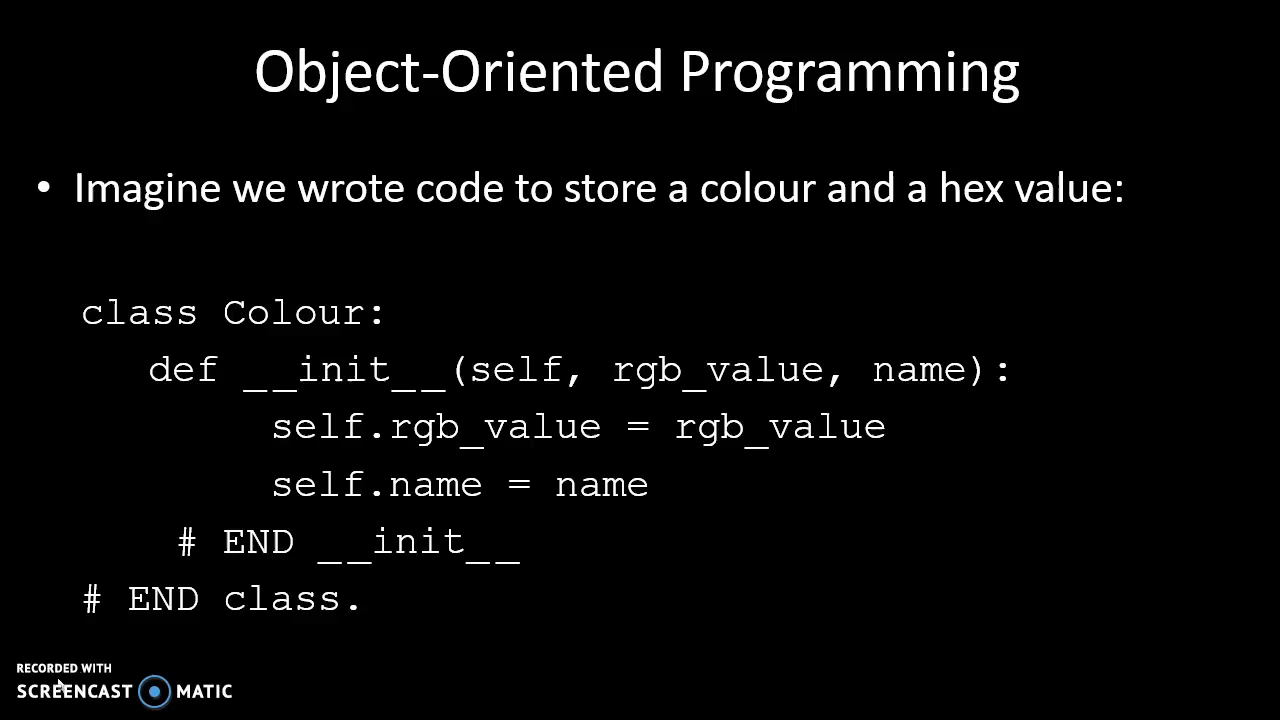 Object-Oriented Programming
• Imagine we wrote code to store a colour and a hex value:
class Colour:
def __init__(self, rgb_value, name):
self.rgb_value = rgb_value
self.name = name
# END __init__
# END class.
RECORDED WITH
SCREENCAST MATIC